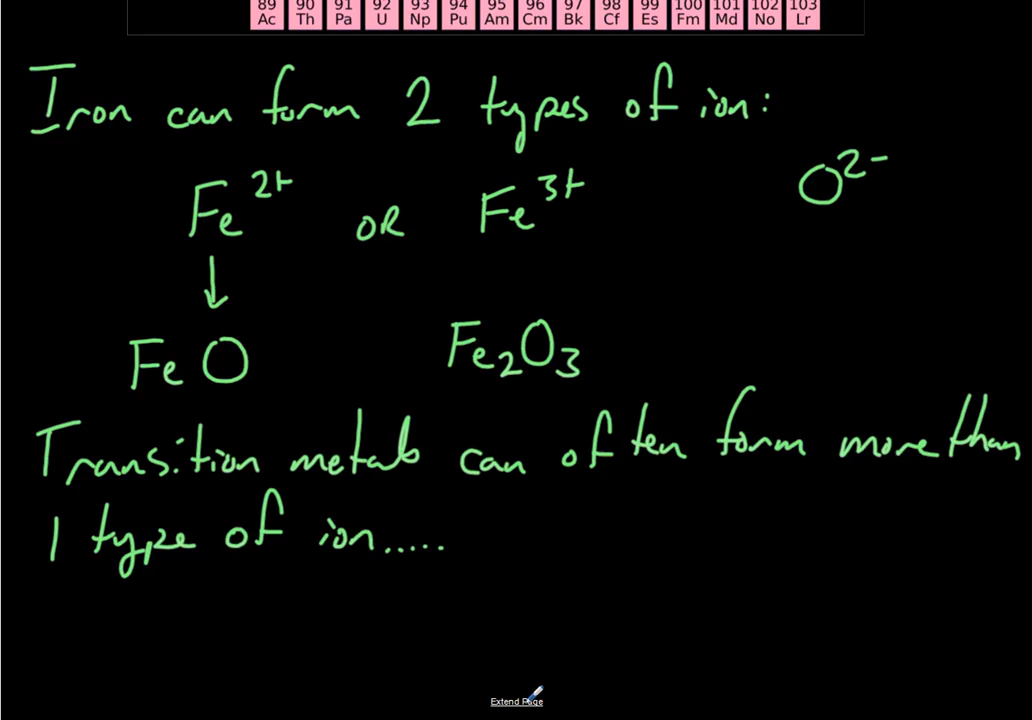 89 90 91 92 93 94 95 96 97 98 99 100 101 102 103
Ac Th Pa U Np Pu Am Cm Bk Cf Es Fm Md No Lr
Iron can form 2 types of ion:
Fe²⁺ OR Fe³⁺ O²⁻
↓
FeO Fe₂O₃
Transition metals can often form more than
1 type of ion.....
Extend Page